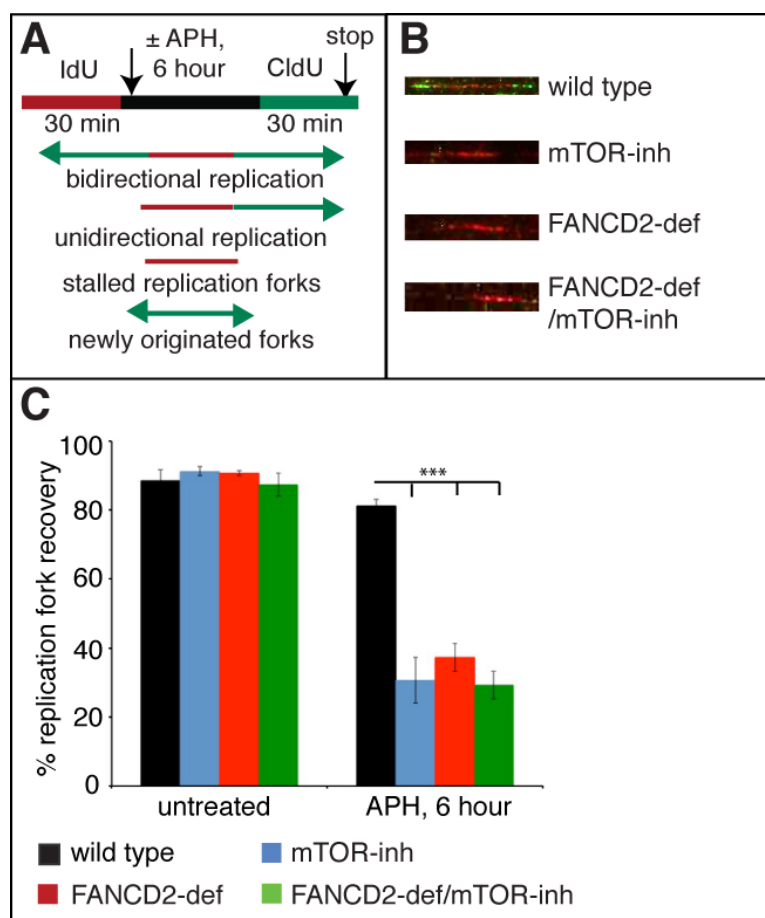 A
± APH,
6 hour
stop
IdU
CldU
30 min
30 min
bidirectional replication
unidirectional replication
stalled replication forks
newly originated forks
B
wild type
mTOR-inh
FANCD2-def
FANCD2-def
/mTOR-inh
C
% replication fork recovery
100
80
60
40
20
0
***
untreated
APH, 6 hour
wild type
mTOR-inh
FANCD2-def
FANCD2-def/mTOR-inh